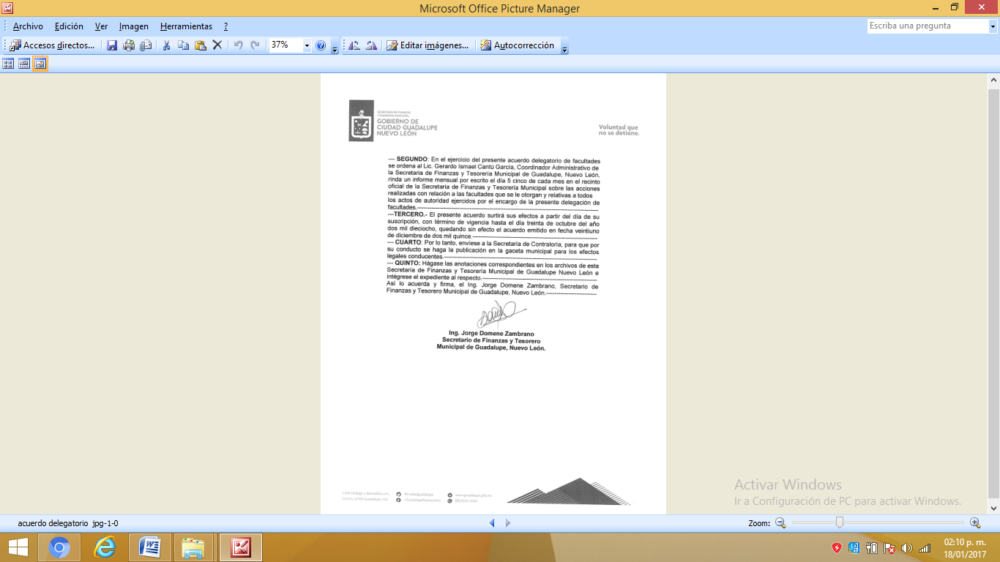 Microsoft Office Picture Manager
Archivo Edición Ver Imagen Herramientas ?
Escriba una pregunta
Accesos directos... 37% Editar imágenes... Autocorrección
SECRETARÍA DE FINANZAS
Y TESORERÍA MUNICIPAL
GOBIERNO DE
CIUDAD GUADALUPE
NUEVO LEÓN
Voluntad que
no se detiene.
--- SEGUNDO: En el ejercicio del presente acuerdo delegatorio de facultades
se ordena al Lic. Gerardo Ismael Cantú García, Coordinador Administrativo de
la Secretaria de Finanzas y Tesorería Municipal de Guadalupe, Nuevo León,
rinda un informe mensual por escrito el día 5 cinco de cada mes en el recinto
oficial de la Secretaria de Finanzas y Tesorería Municipal sobre las acciones
realizadas con relación a las facultades que se le otorgan y relativas a todos
los actos de autoridad ejercidos por el encargo de la presente delegación de
facultades.---
---TERCERO.- El presente acuerdo surtirá sus efectos a partir del día de su
suscripción, con término de vigencia hasta el día treinta de octubre del año
dos mil dieciocho, quedando sin efecto el acuerdo emitido en fecha veintiuno
de diciembre de dos mil quince.---
--- CUARTO: Por lo tanto, envíese a la Secretaría de Contraloría, para que por
su conducto se haga la publicación en la gaceta municipal para los efectos
legales conducentes.---
--- QUINTO: Hágase las anotaciones correspondientes en los archivos de esta
Secretaría de Finanzas y Tesorería Municipal de Guadalupe Nuevo León e
intégrese el expediente al respecto.---
Así lo acuerda y firma, el Ing. Jorge Domene Zambrano, Secretario de
Finanzas y Tesorero Municipal de Guadalupe, Nuevo León.---
Ing. Jorge Domene Zambrano
Secretario de Finanzas y Tesorero
Municipal de Guadalupe, Nuevo León.
Activar Windows
Ir a Configuración de PC para activar Windows.
acuerdo delegatorio jpg-1-0
Zoom:
02:10 p. m.
18/01/2017